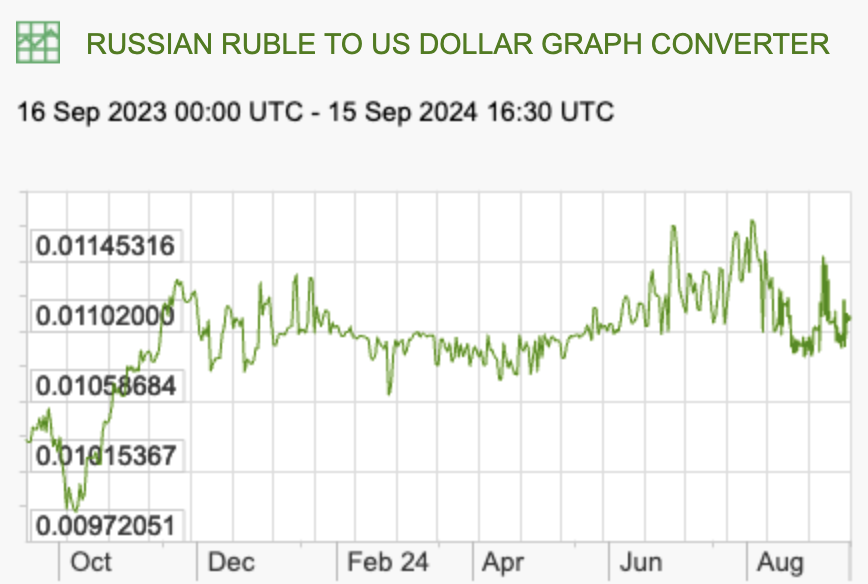 RUSSIAN RUBLE TO US DOLLAR GRAPH CONVERTER
16 Sep 2023 00:00 UTC - 15 Sep 2024 16:30 UTC
0.01145316
0.01102000
0.01058684
0.01015367
0.00972051
Oct Dec Feb 24 Apr Jun Aug